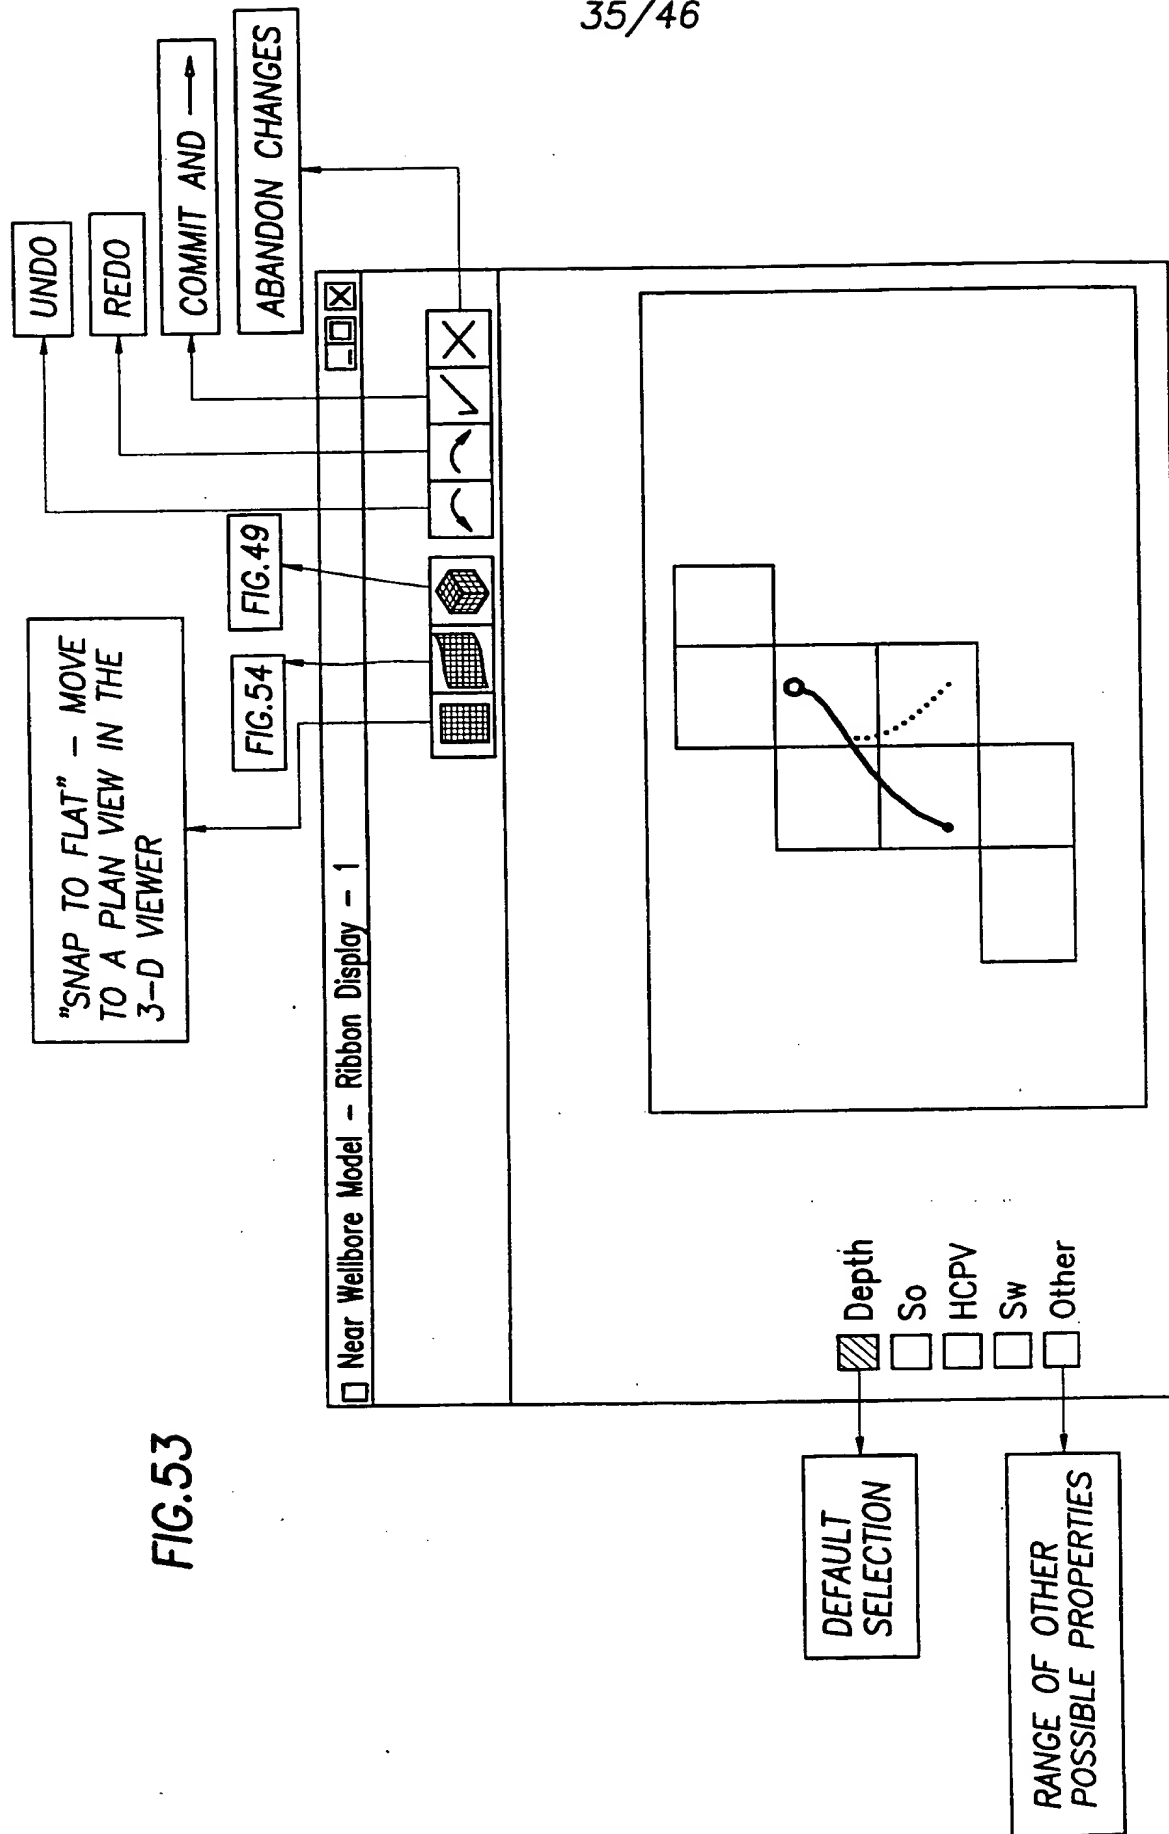 35/46
FIG.53
"SNAP TO FLAT" – MOVE
TO A PLAN VIEW IN THE
3–D VIEWER
FIG.54
FIG.49
UNDO
REDO
COMMIT AND
ABANDON CHANGES
Near Wellbore Model – Ribbon Display – 1
Depth
So
HCPV
Sw
Other
DEFAULT
SELECTION
RANGE OF OTHER
POSSIBLE PROPERTIES